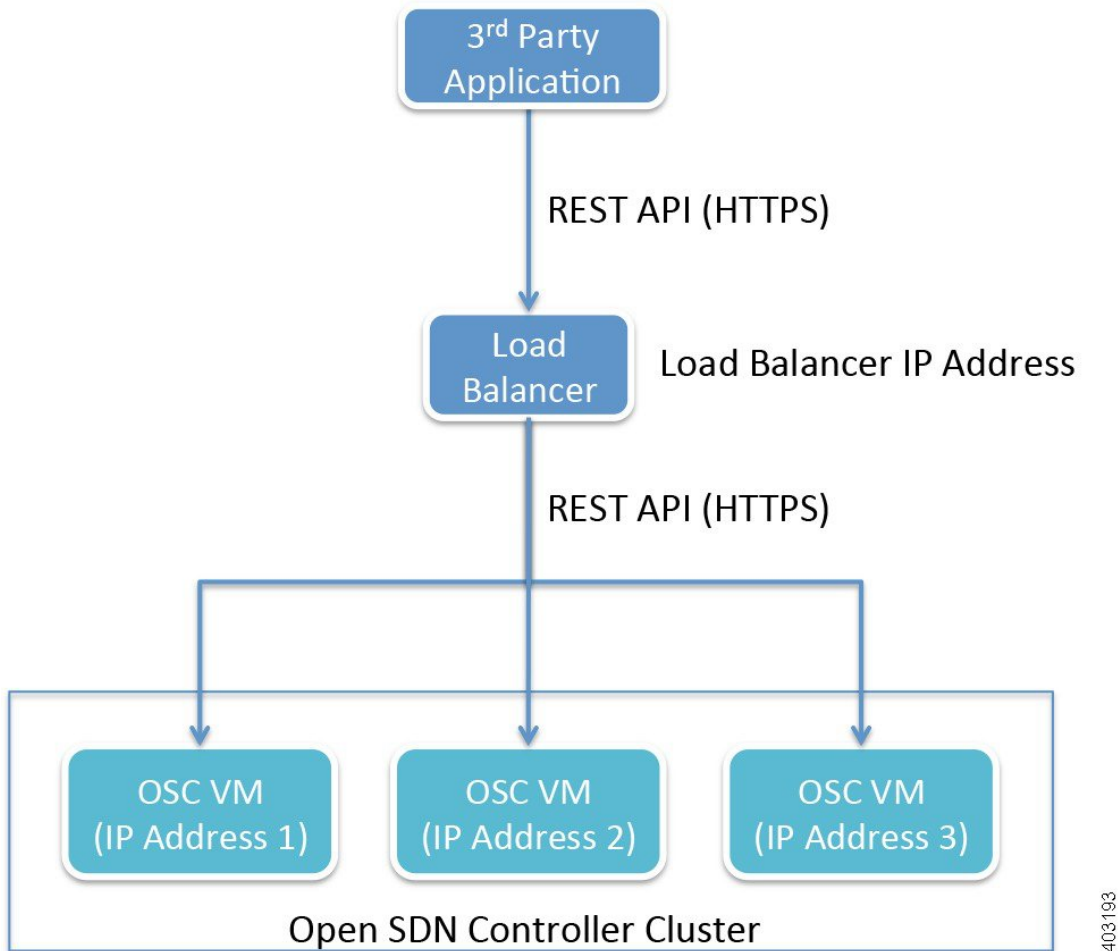 3rd Party
Application
REST API (HTTPS)
Load
Balancer
Load Balancer IP Address
REST API (HTTPS)
OSC VM
(IP Address 1)
OSC VM
(IP Address 2)
OSC VM
(IP Address 3)
Open SDN Controller Cluster
403193